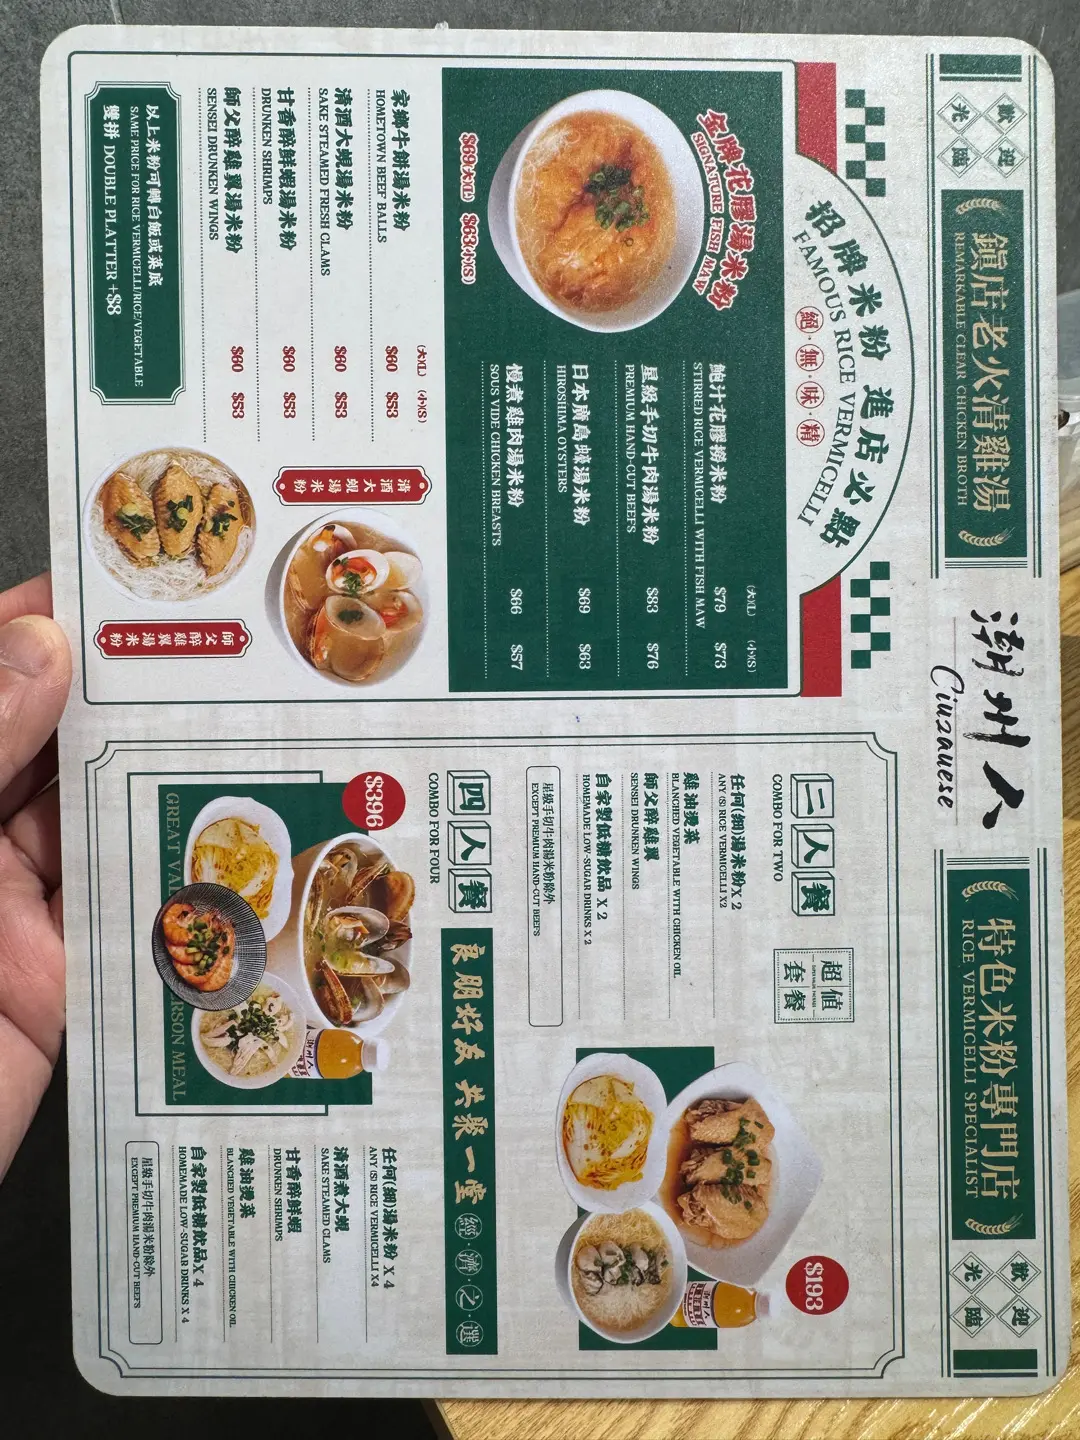 歡迎光臨
鎮店老火清雞湯
REMARKABLE CLEAR CHICKEN BROTH
潮州人
Ciuzauese
特色米粉專門店
RICE VERMICELLI SPECIALIST
歡迎光臨
招牌米粉 進店必點
FAMOUS RICE VERMICELLI
絕·無·味·精
金牌花膠湯米粉
SIGNATURE FISH MAW
$69(大/L) $63(小/S)
(大/L) (小/S)
鮑汁花膠撈米粉 $79 $73
STIRRED RICE VERMICELLI WITH FISH MAW
星級手切牛肉湯米粉 $83 $76
PREMIUM HAND-CUT BEEFS
日本廣島蠔湯米粉 $69 $63
HIROSHIMA OYSTERS
慢煮雞肉湯米粉 $66 $57
SOUS VIDE CHICKEN BREASTS
(大/L) (小/S)
家鄉牛餅湯米粉 $60 $53
HOMETOWN BEEF BALLS
清酒大蜆湯米粉 $60 $53
SAKE STEAMED FRESH CLAMS
甘香醉鮮蝦湯米粉 $60 $53
DRUNKEN SHRIMPS
師父醉雞翼湯米粉 $60 $53
SENSEI DRUNKEN WINGS
以上米粉可轉白飯或菜底
SAME PRICE FOR RICE VERMICELLI/RICE/VEGETABLE
雙拼 DOUBLE PLATTER +$8
清酒大蜆湯米粉
師父醉雞翼湯米粉
二人餐
COMBO FOR TWO
超值
套餐
任何(細)湯米粉 X 2
ANY (S) RICE VERMICELLI X2
雞油燙菜
BLANCHED VEGETABLE WITH CHICKEN OIL
師父醉雞翼
SENSEI DRUNKEN WINGS
自家製低糖飲品 X 2
HOMEMADE LOW-SUGAR DRINKS X 2
星級手切牛肉湯米粉除外
EXCEPT PREMIUM HAND-CUT BEEFS
$193
潮州人
四人餐
COMBO FOR FOUR
良朋好友 共聚一堂
經·濟·之·選
$396
GREAT VA
ERSON MEAL
潮州人
任何(細)湯米粉 X 4
ANY (S) RICE VERMICELLI X4
清酒煮大蜆
SAKE STEAMED CLAMS
甘香醉鮮蝦
DRUNKEN SHRIMPS
雞油燙菜
BLANCHED VEGETABLE WITH CHICKEN OIL
自家製低糖飲品 X 4
HOMEMADE LOW-SUGAR DRINKS X 4
星級手切牛肉湯米粉除外
EXCEPT PREMIUM HAND-CUT BEEFS